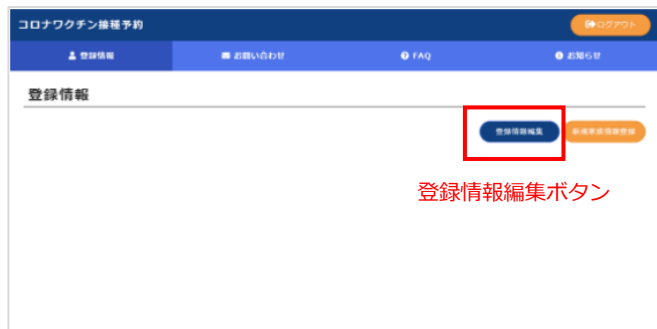 コロナワクチン接種予約
ログアウト
登録情報
お問い合わせ
FAQ
お知らせ
登録情報
登録情報編集
登録情報編集ボタン